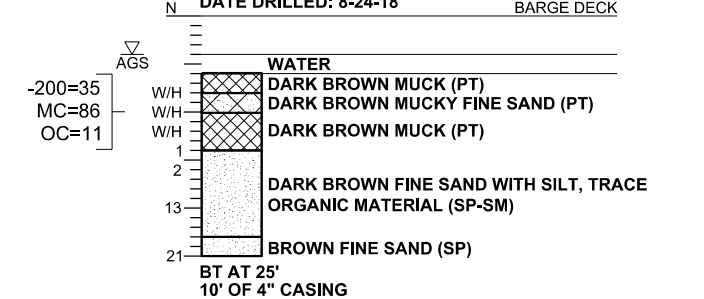 N DATE DRILLED: 8-24-18 BARGE DECK
AGS
WATER
-200=35
MC=86
OC=11
W/H DARK BROWN MUCK (PT)
W/H DARK BROWN MUCKY FINE SAND (PT)
W/H DARK BROWN MUCK (PT)
1
2
DARK BROWN FINE SAND WITH SILT, TRACE
13 ORGANIC MATERIAL (SP-SM)
BROWN FINE SAND (SP)
21
BT AT 25'
10' OF 4" CASING